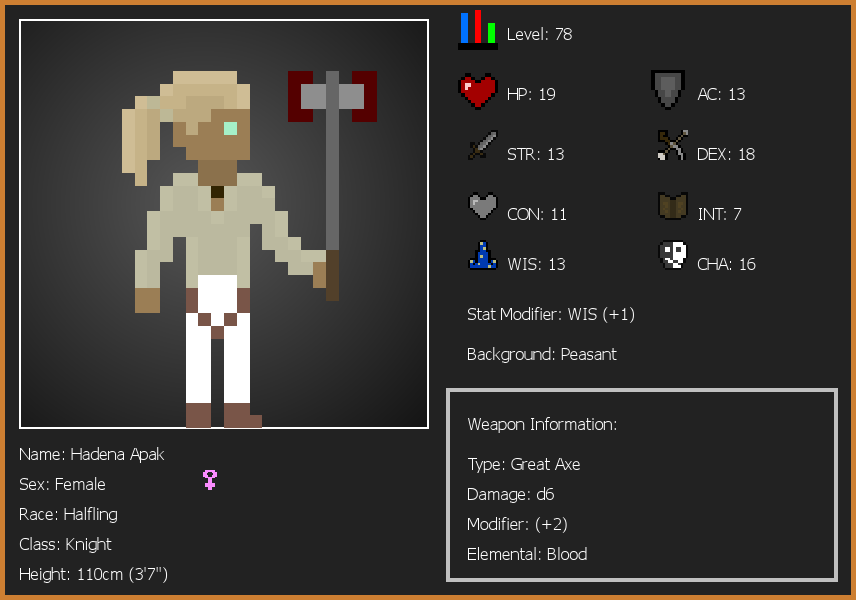 Level: 78
HP: 19
AC: 13
STR: 13
DEX: 18
CON: 11
INT: 7
WIS: 13
CHA: 16
Stat Modifier: WIS (+1)
Background: Peasant
Weapon Information:
Type: Great Axe
Damage: d6
Modifier: (+2)
Elemental: Blood
Name: Hadena Apak
Sex: Female
Race: Halfling
Class: Knight
Height: 110cm (3'7")